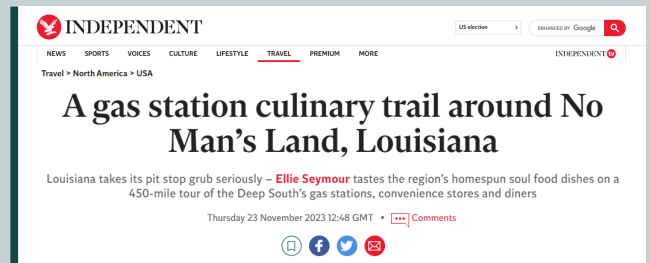 INDEPENDENT
US election
ENHANCED BY Google
NEWS SPORTS VOICES CULTURE LIFESTYLE TRAVEL PREMIUM MORE INDEPENDENT TV
Travel > North America > USA
A gas station culinary trail around No
Man's Land, Louisiana
Louisiana takes its pit stop grub seriously – Ellie Seymour tastes the region's homespun soul food dishes on a
450-mile tour of the Deep South's gas stations, convenience stores and diners
Thursday 23 November 2023 12:48 GMT • Comments